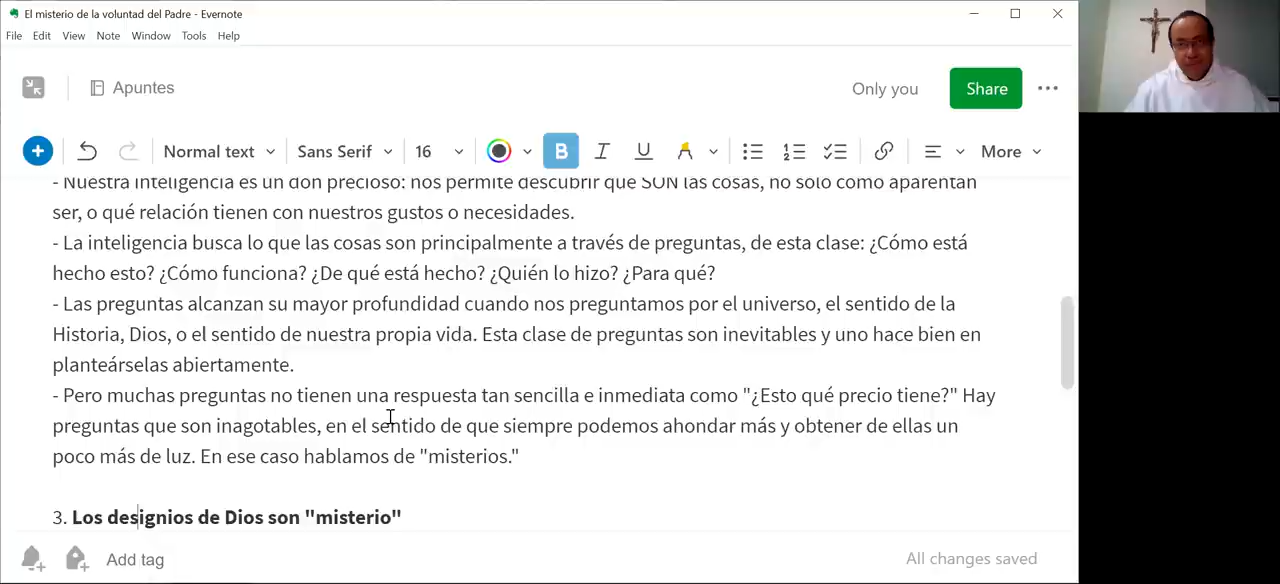 El misterio de la voluntad del Padre - Evernote
File Edit View Note Window Tools Help
Apuntes
Only you
Share
Normal text
Sans Serif
16
B I U
More
- Nuestra inteligencia es un don precioso: nos permite descubrir que SON las cosas, no solo como aparentan
ser, o qué relación tienen con nuestros gustos o necesidades.
- La inteligencia busca lo que las cosas son principalmente a través de preguntas, de esta clase: ¿Cómo está
hecho esto? ¿Cómo funciona? ¿De qué está hecho? ¿Quién lo hizo? ¿Para qué?
- Las preguntas alcanzan su mayor profundidad cuando nos preguntamos por el universo, el sentido de la
Historia, Dios, o el sentido de nuestra propia vida. Esta clase de preguntas son inevitables y uno hace bien en
planteárselas abiertamente.
- Pero muchas preguntas no tienen una respuesta tan sencilla e inmediata como "¿Esto qué precio tiene?" Hay
preguntas que son inagotables, en el sentido de que siempre podemos ahondar más y obtener de ellas un
poco más de luz. En ese caso hablamos de "misterios."
3. Los designios de Dios son "misterio"
Add tag
All changes saved